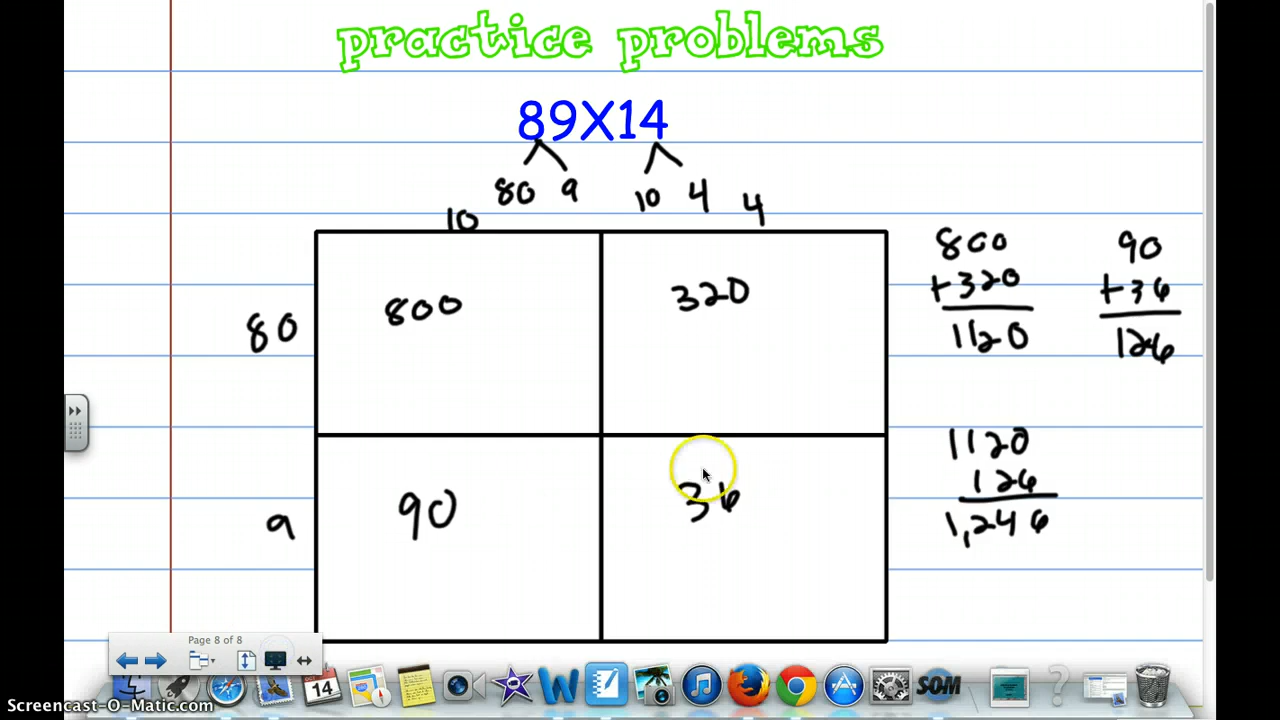 practice problems
89X14
80 9 10 4
10 4
80 800 320
9 90 36
800
+320
1120
90
+36
126
1120
126
1,246
Page 8 of 8
14
SOM
Screencast-O-Matic.com